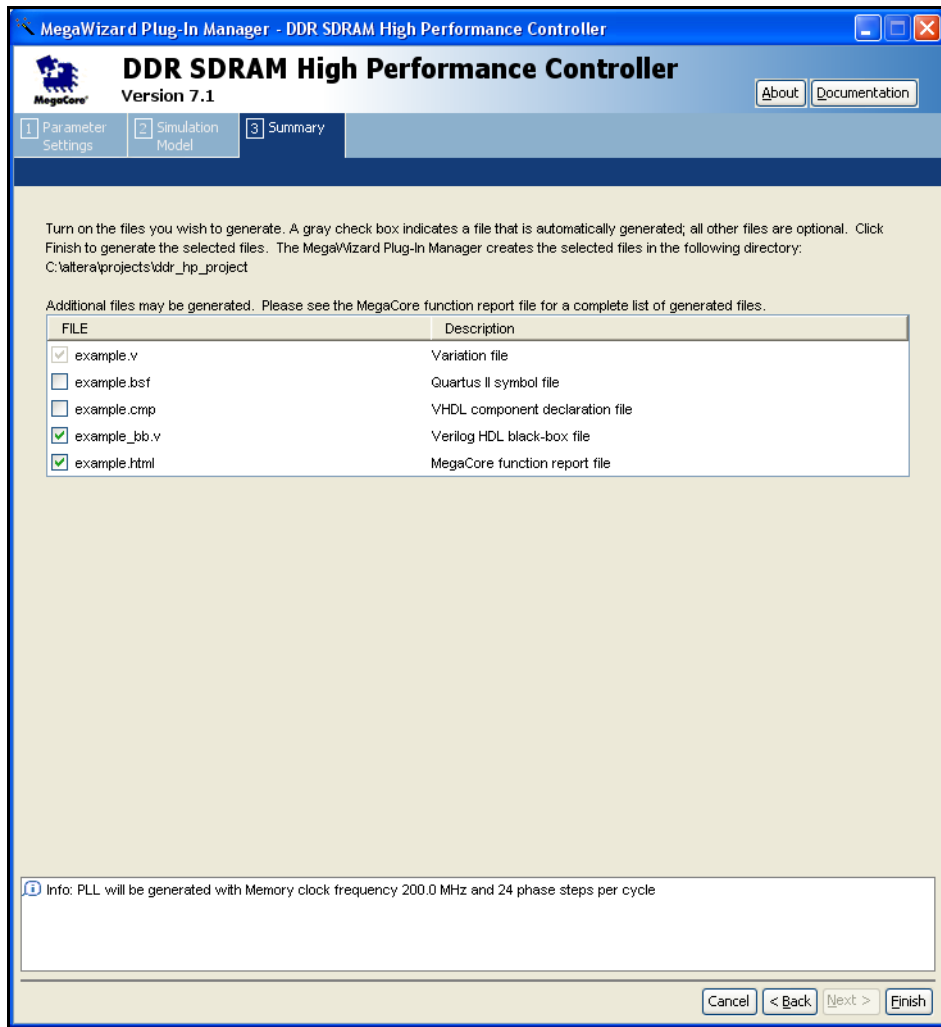 MegaWizard Plug-In Manager - DDR SDRAM High Performance Controller
DDR SDRAM High Performance Controller
MegaCore®
Version 7.1
About
Documentation
1 Parameter Settings
2 Simulation Model
3 Summary
Turn on the files you wish to generate. A gray check box indicates a file that is automatically generated; all other files are optional. Click
Finish to generate the selected files. The MegaWizard Plug-In Manager creates the selected files in the following directory:
C:\altera\projects\ddr_hp_project
Additional files may be generated. Please see the MegaCore function report file for a complete list of generated files.
FILE Description
example.v Variation file
example.bsf Quartus II symbol file
example.cmp VHDL component declaration file
example_bb.v Verilog HDL black-box file
example.html MegaCore function report file
Info: PLL will be generated with Memory clock frequency 200.0 MHz and 24 phase steps per cycle
Cancel < Back Next > Finish